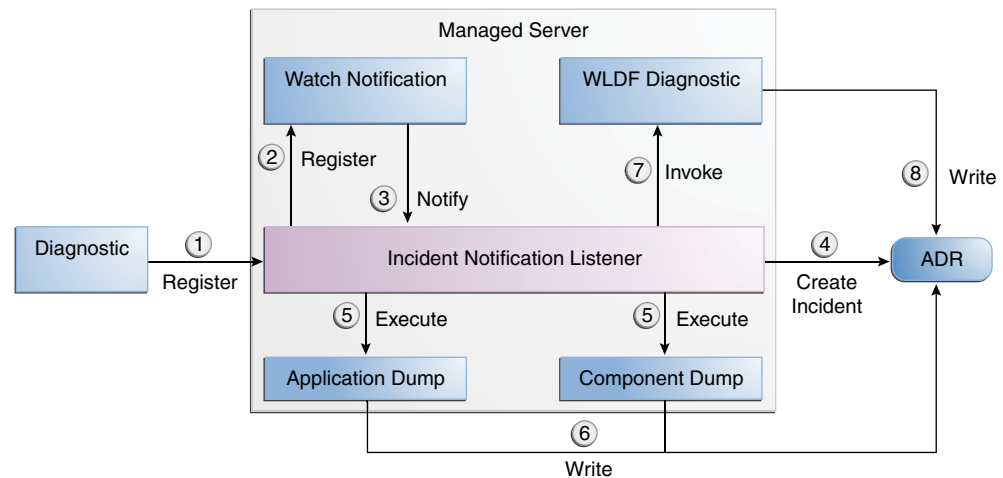 Managed Server
Watch Notification
WLDF Diagnostic
2 Register
3 Notify
7 Invoke
8 Write
Diagnostic
1
Register
Incident Notification Listener
4
Create
Incident
ADR
5 Execute
5 Execute
Application Dump
Component Dump
6
Write